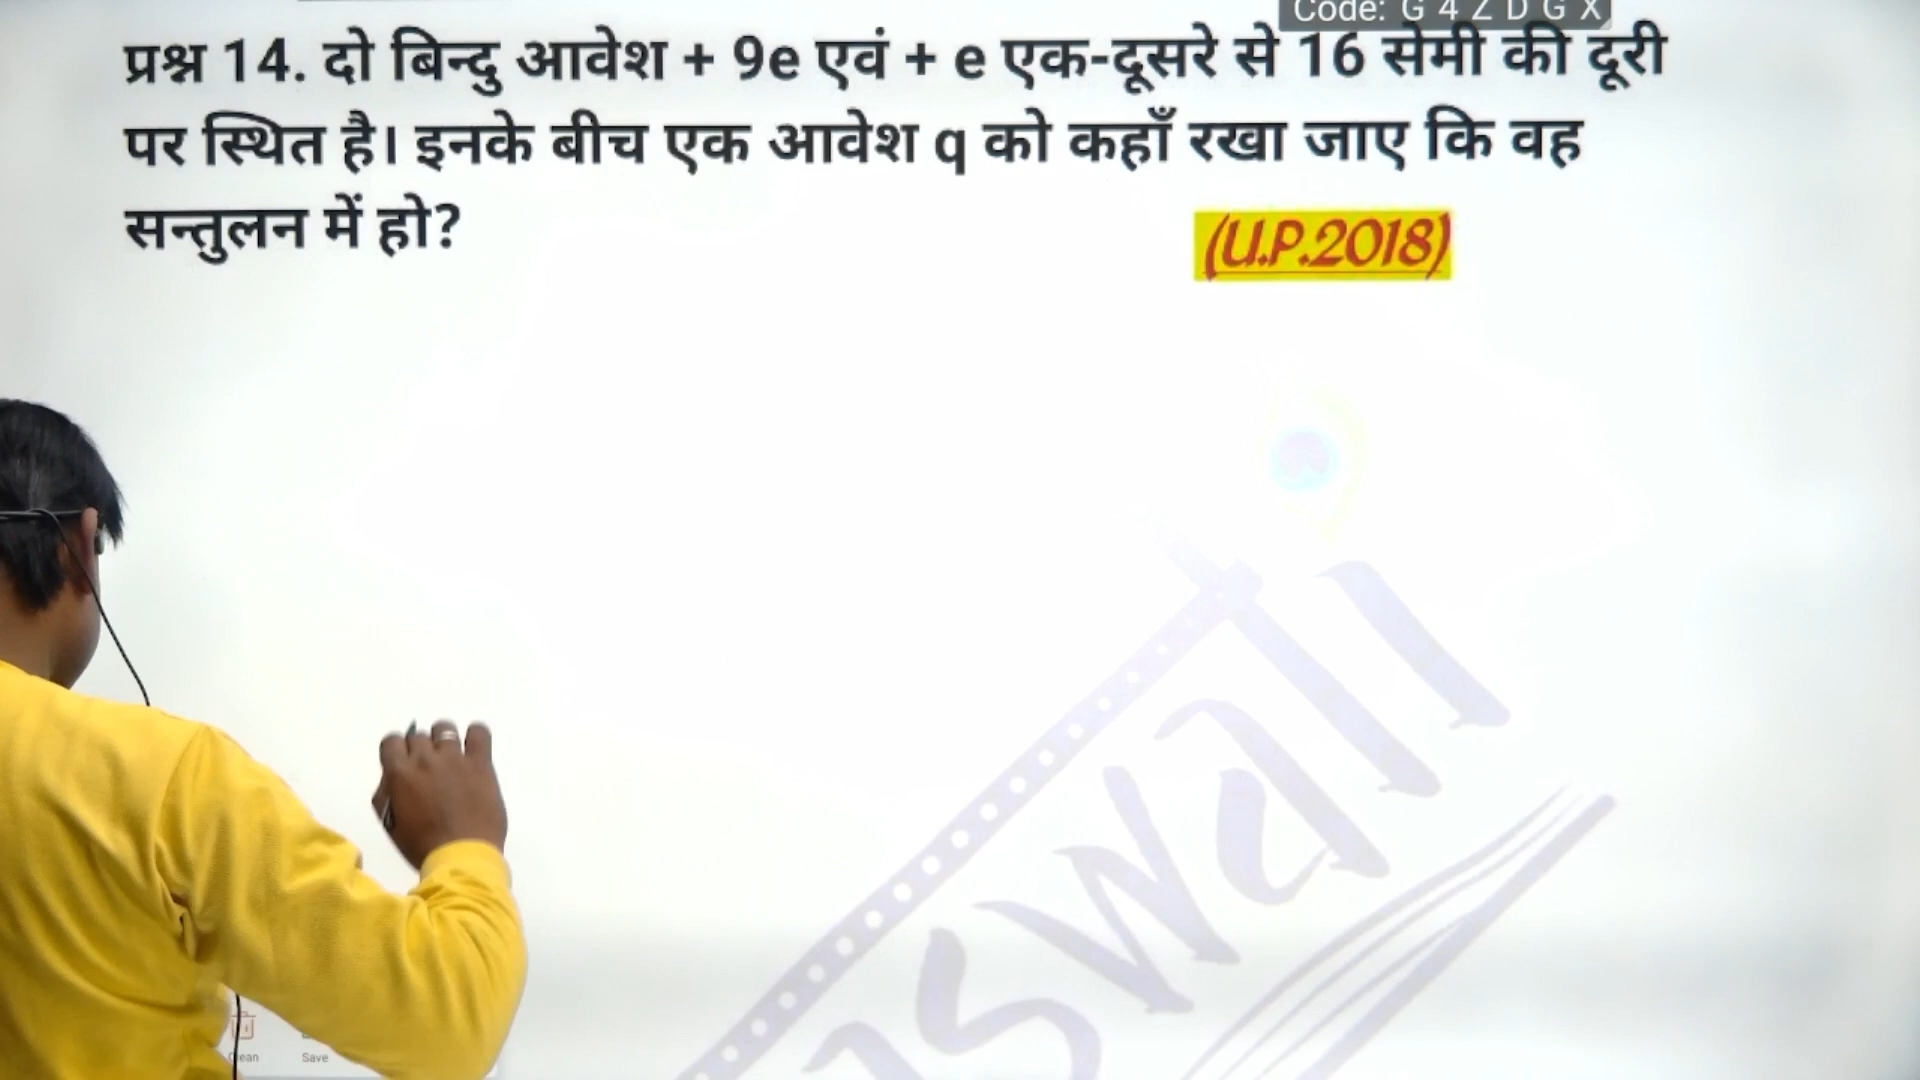 Code: G 4 Z D G X
प्रश्न 14. दो बिन्दु आवेश + 9e एवं + e एक-दूसरे से 16 सेमी की दूरी
पर स्थित है। इनके बीच एक आवेश q को कहाँ रखा जाए कि वह
सन्तुलन में हो?
(U.P.2018)
Save